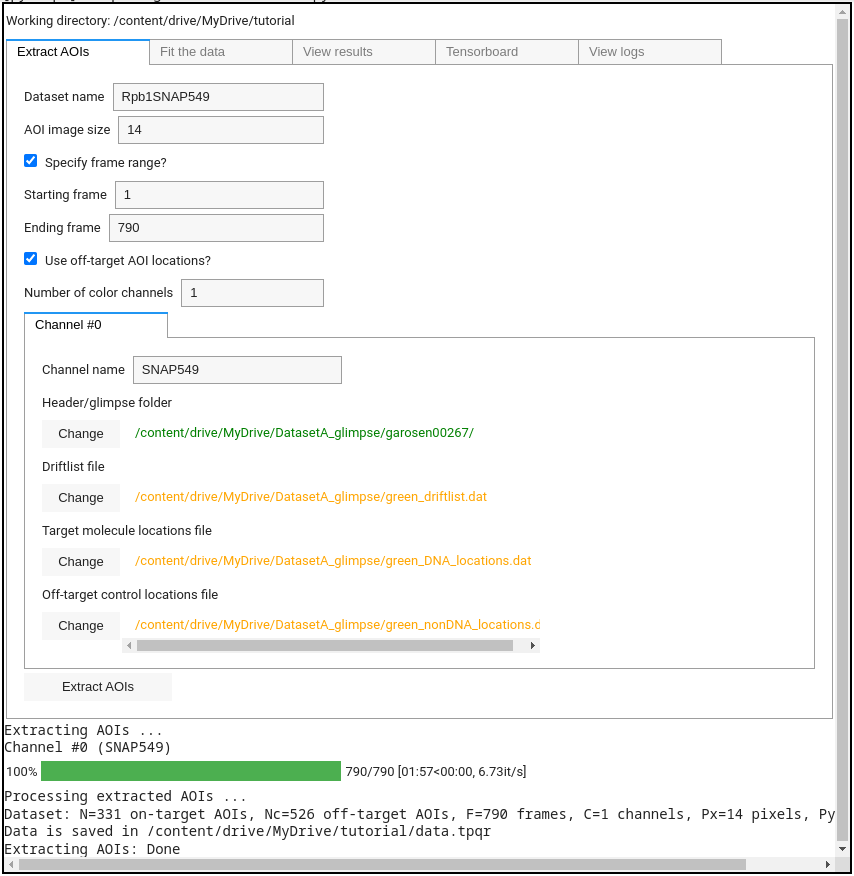 Working directory: /content/drive/MyDrive/tutorial
Extract AOIs Fit the data View results Tensorboard View logs
Dataset name Rpb1SNAP549
AOI image size 14
Specify frame range?
Starting frame 1
Ending frame 790
Use off-target AOI locations?
Number of color channels 1
Channel #0
Channel name SNAP549
Header/glimpse folder
Change /content/drive/MyDrive/DatasetA_glimpse/garosen00267/
Driftlist file
Change /content/drive/MyDrive/DatasetA_glimpse/green_driftlist.dat
Target molecule locations file
Change /content/drive/MyDrive/DatasetA_glimpse/green_DNA_locations.dat
Off-target control locations file
Change /content/drive/MyDrive/DatasetA_glimpse/green_nonDNA_locations.d
Extract AOIs
Extracting AOIs ...
Channel #0 (SNAP549)
100% 790/790 [01:57<00:00, 6.73it/s]
Processing extracted AOIs ...
Dataset: N=331 on-target AOIs, Nc=526 off-target AOIs, F=790 frames, C=1 channels, Px=14 pixels, Py
Data is saved in /content/drive/MyDrive/tutorial/data.tpqr
Extracting AOIs: Done